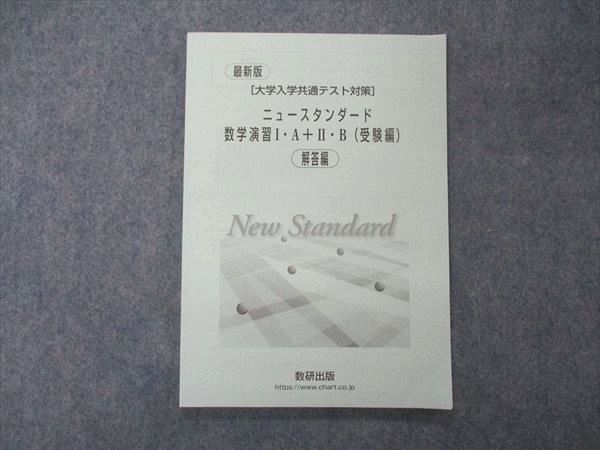 最新版
［大学入学共通テスト対策］
ニュースタンダード
数学演習Ⅰ・A＋Ⅱ・B（受験編）
解答編
New Standard
数研出版
https://www.chart.co.jp